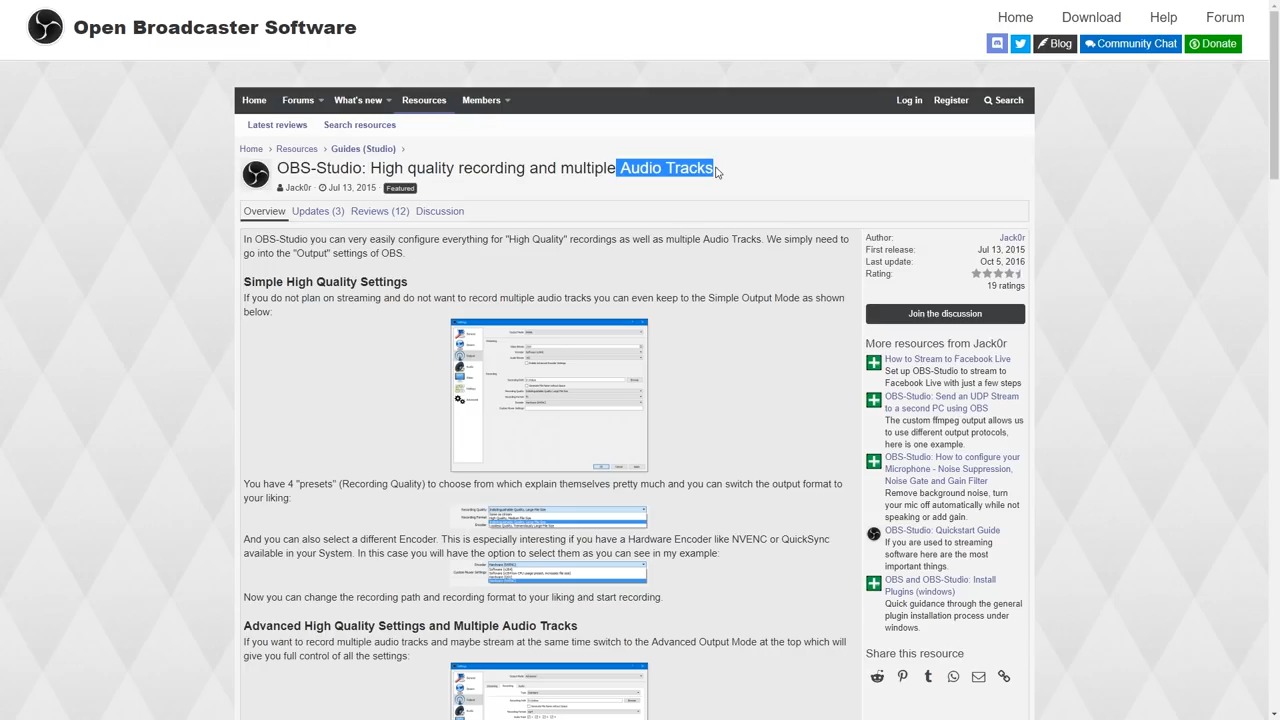 Open Broadcaster Software
Home Download Help Forum
Blog Community Chat Donate
Home Forums What's new Resources Members Log in Register Search
Latest reviews Search resources
Home › Resources › Guides (Studio) ›
OBS-Studio: High quality recording and multiple Audio Tracks
Jack0r Jul 13, 2015 Featured
Overview Updates (3) Reviews (12) Discussion
In OBS-Studio you can very easily configure everything for "High Quality" recordings as well as multiple Audio Tracks. We simply need to
go into the "Output" settings of OBS.
Simple High Quality Settings
If you do not plan on streaming and do not want to record multiple audio tracks you can even keep to the Simple Output Mode as shown
below:
You have 4 "presets" (Recording Quality) to choose from which explain themselves pretty much and you can switch the output format to
your liking:
And you can also select a different Encoder. This is especially interesting if you have a Hardware Encoder like NVENC or QuickSync
available in your System. In this case you will have the option to select them as you can see in my example:
Now you can change the recording path and recording format to your liking and start recording.
Advanced High Quality Settings and Multiple Audio Tracks
If you want to record multiple audio tracks and maybe stream at the same time switch to the Advanced Output Mode at the top which will
give you full control of all the settings:
Author: Jack0r
First release: Jul 13, 2015
Last update: Oct 5, 2016
Rating:
19 ratings
Join the discussion
More resources from Jack0r
How to Stream to Facebook Live
Set up OBS-Studio to stream to
Facebook Live with just a few steps
OBS-Studio: Send an UDP Stream
to a second PC using OBS
The custom ffmpeg output allows us
to use different output protocols,
here is one example.
OBS-Studio: How to configure your
Microphone - Noise Suppression,
Noise Gate and Gain Filter
Remove background noise, turn
your mic off automatically while not
speaking or add gain.
OBS-Studio: Quickstart Guide
If you are used to streaming
software here are the most
important things.
OBS and OBS-Studio: Install
Plugins (windows)
Quick guidance through the general
plugin installation process under
windows.
Share this resource